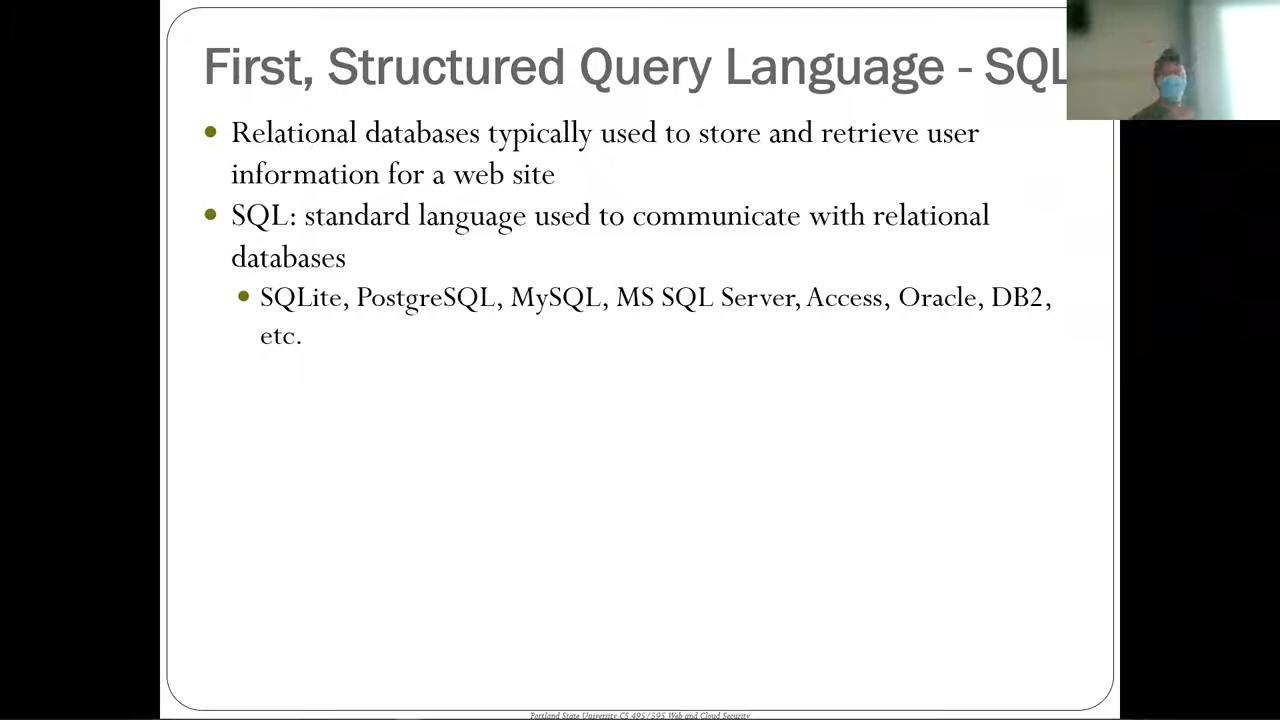 First, Structured Query Language - SQL
Relational databases typically used to store and retrieve user
information for a web site
SQL: standard language used to communicate with relational
databases
SQLite, PostgreSQL, MySQL, MS SQL Server, Access, Oracle, DB2,
etc.
Portland State University CS 495/595 Web and Cloud Security